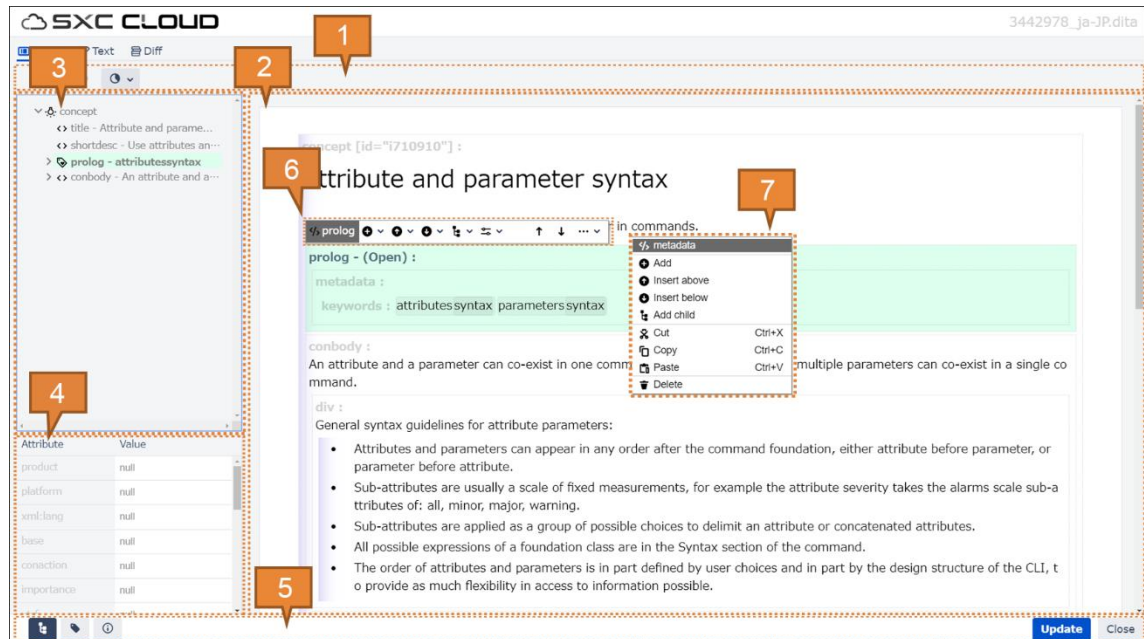 SXC CLOUD
3442978_ja-JP.dita
1
Text Diff
3
2
concept
title - Attribute and parame...
shortdesc - Use attributes an...
prolog - attributessyntax
conbody - An attribute and a...
concept [id="i710910"] :
6
7
ttribute and parameter syntax
in commands.
prolog
metadata
Add
Insert above
Insert below
Add child
Cut Ctrl+X
Copy Ctrl+C
Paste Ctrl+V
Delete
prolog - (Open) :
metadata :
keywords : attributes syntax parameters syntax
conbody :
An attribute and a parameter can co-exist in one comm multiple parameters can co-exist in a single co
mmand.
div :
General syntax guidelines for attribute parameters:
• Attributes and parameters can appear in any order after the command foundation, either attribute before parameter, or
parameter before attribute.
• Sub-attributes are usually a scale of fixed measurements, for example the attribute severity takes the alarms scale sub-a
ttributes of: all, minor, major, warning.
• Sub-attributes are applied as a group of possible choices to delimit an attribute or concatenated attributes.
• All possible expressions of a foundation class are in the Syntax section of the command.
• The order of attributes and parameters is in part defined by user choices and in part by the design structure of the CLI, t
o provide as much flexibility in access to information possible.
4
Attribute Value
product null
platform null
xml:lang null
base null
conaction null
importance null
5
Update Close